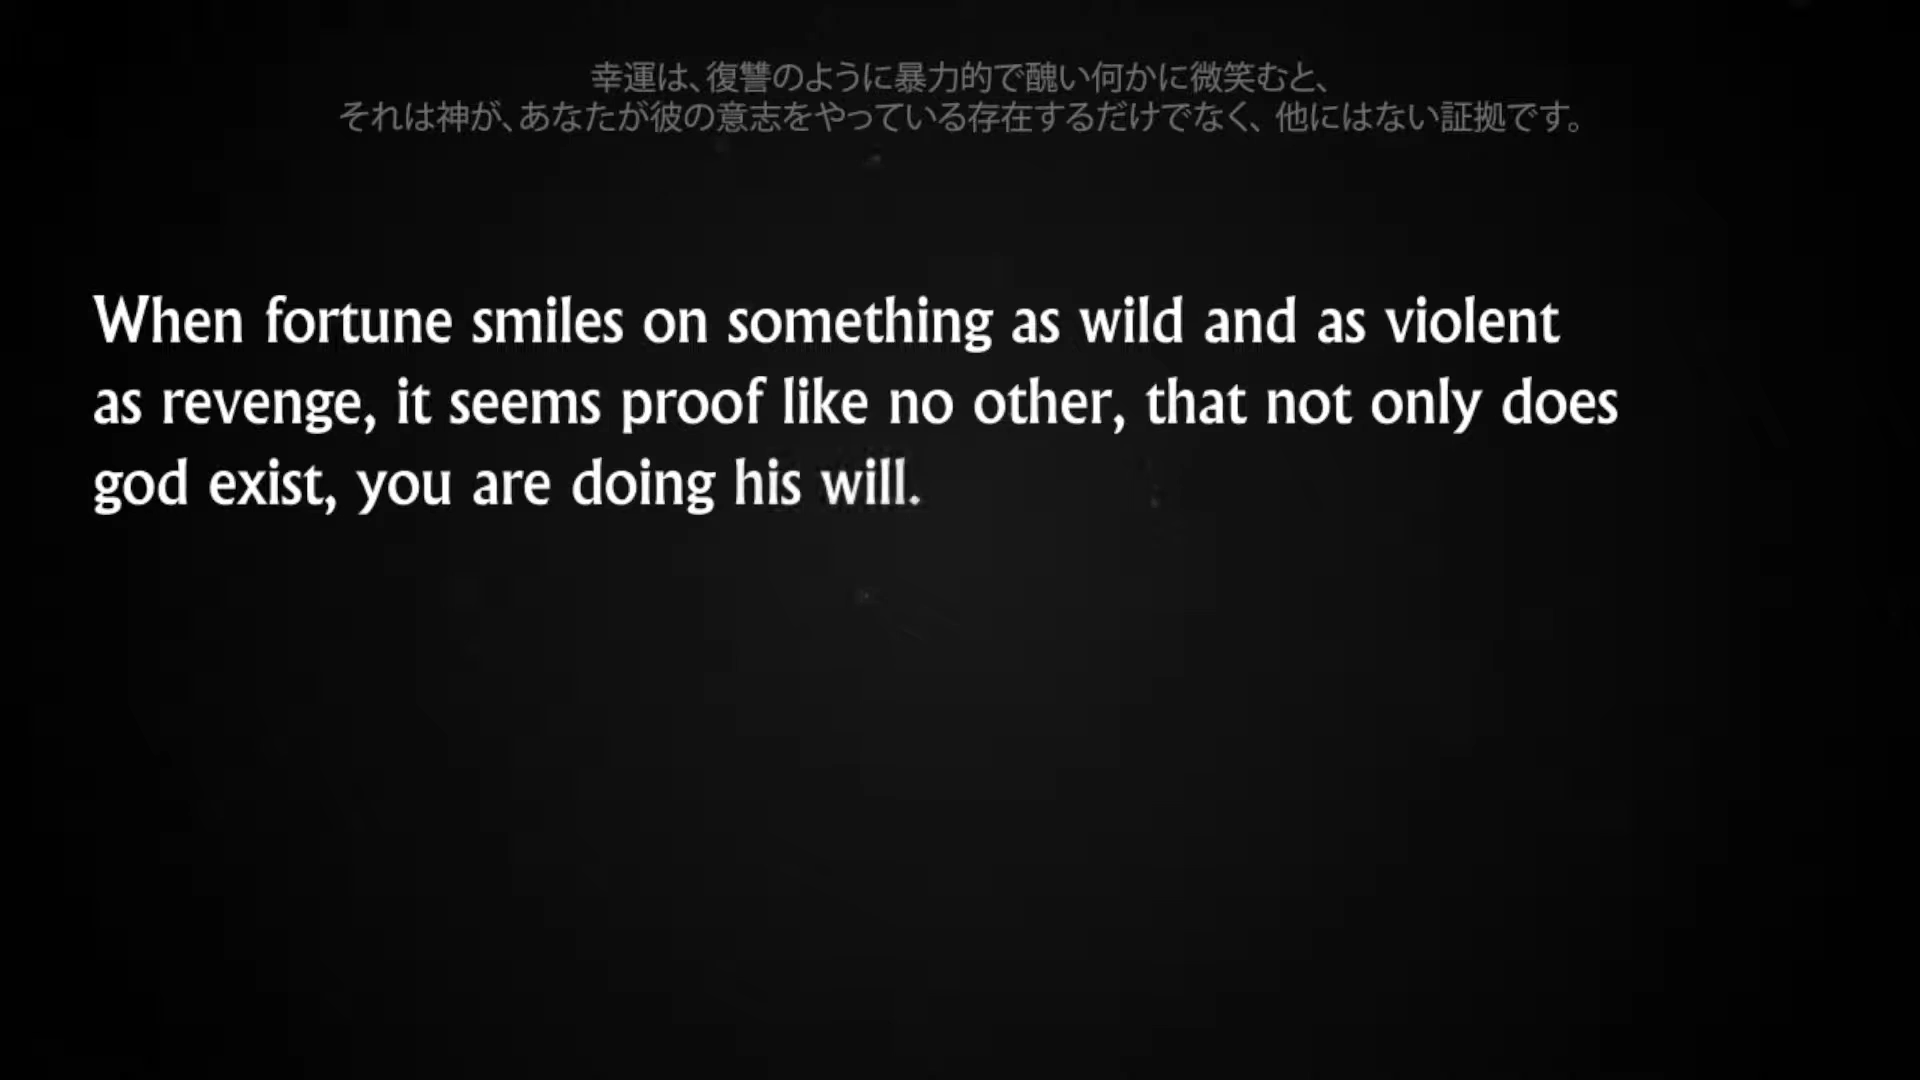 幸運は、復讐のように暴力的で醜い何かに微笑むと、
それは神が、あなたが彼の意志をやっている存在するだけでなく、他にはない証拠です。
When fortune smiles on something as wild and as violent
as revenge, it seems proof like no other, that not only does
god exist, you are doing his will.